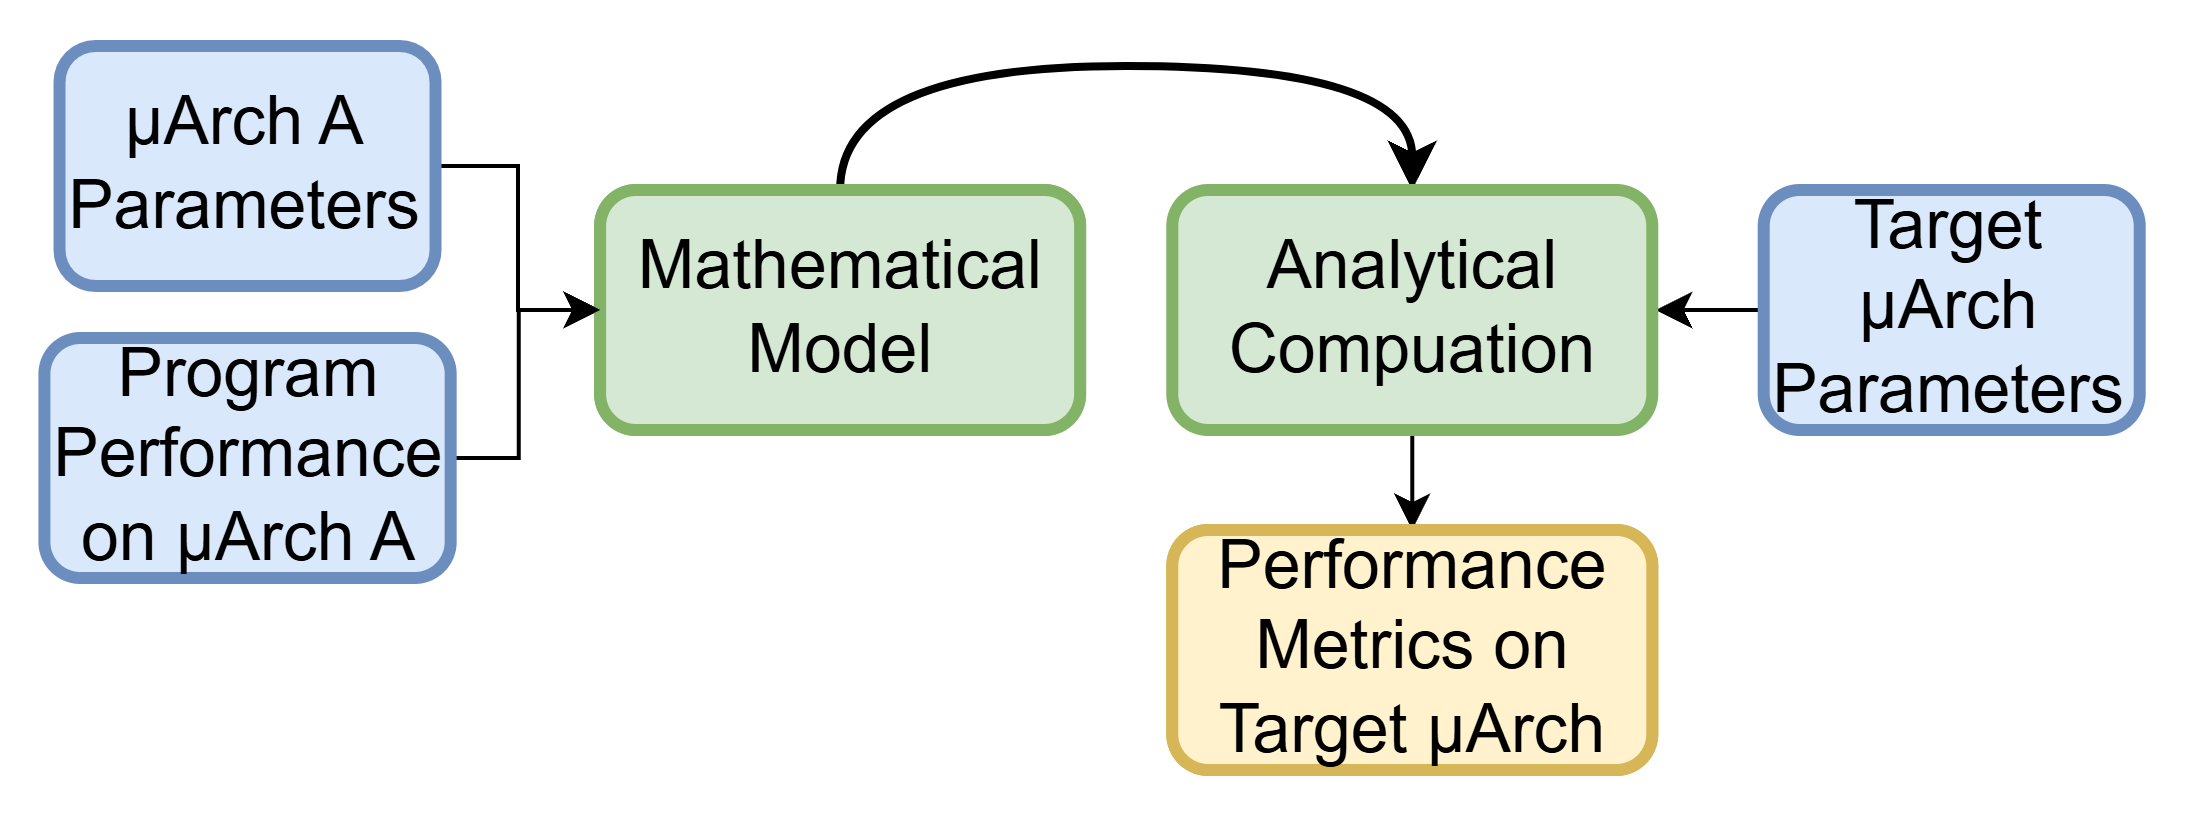 µArch A
Parameters
Program
Performance
on µArch A
Mathematical
Model
Analytical
Compuation
Target
µArch
Parameters
Performance
Metrics on
Target µArch